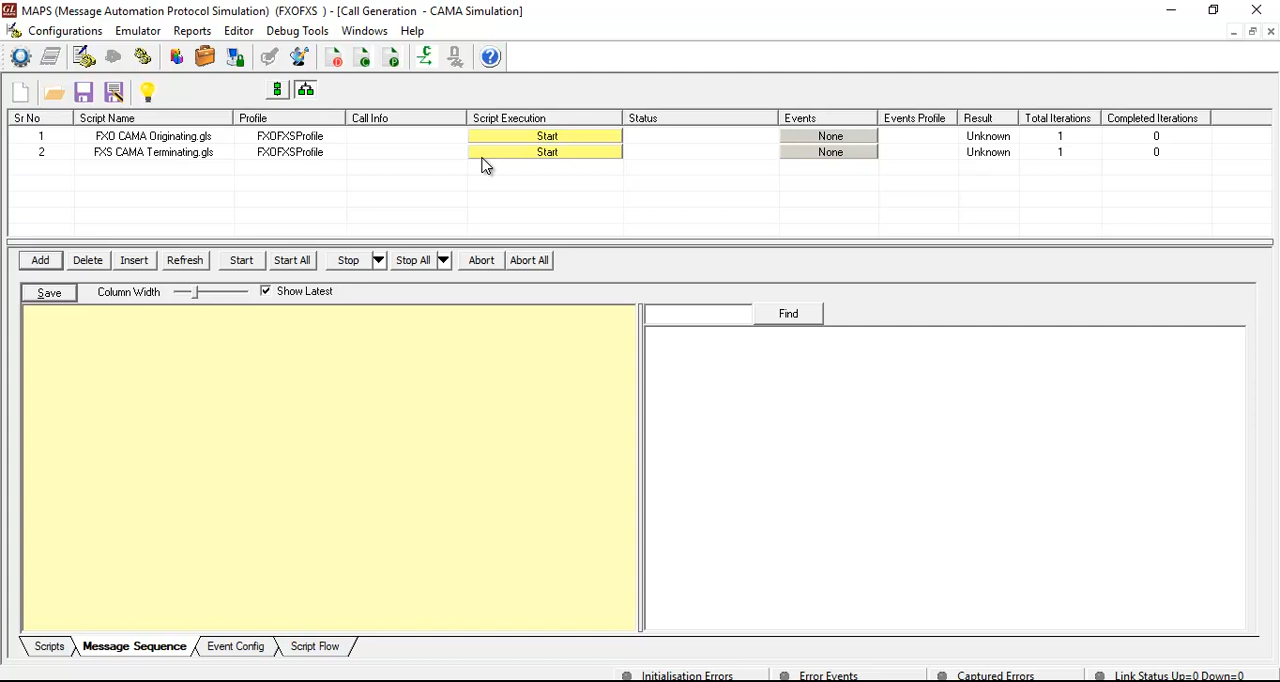 GL MAPS (Message Automation Protocol Simulation) (FXOFXS ) - [Call Generation - CAMA Simulation]
Configurations Emulator Reports Editor Debug Tools Windows Help
Sr No Script Name Profile Call Info Script Execution Status Events Events Profile Result Total Iterations Completed Iterations
1 FXO CAMA Originating.gls FXOFXSProfile Start None Unknown 1 0
2 FXS CAMA Terminating.gls FXOFXSProfile Start None Unknown 1 0
Add Delete Insert Refresh Start Start All Stop Stop All Abort Abort All
Save Column Width Show Latest
Find
Scripts Message Sequence Event Config Script Flow
Initialisation Errors Error Events Captured Errors Link Status Up=0 Down=0